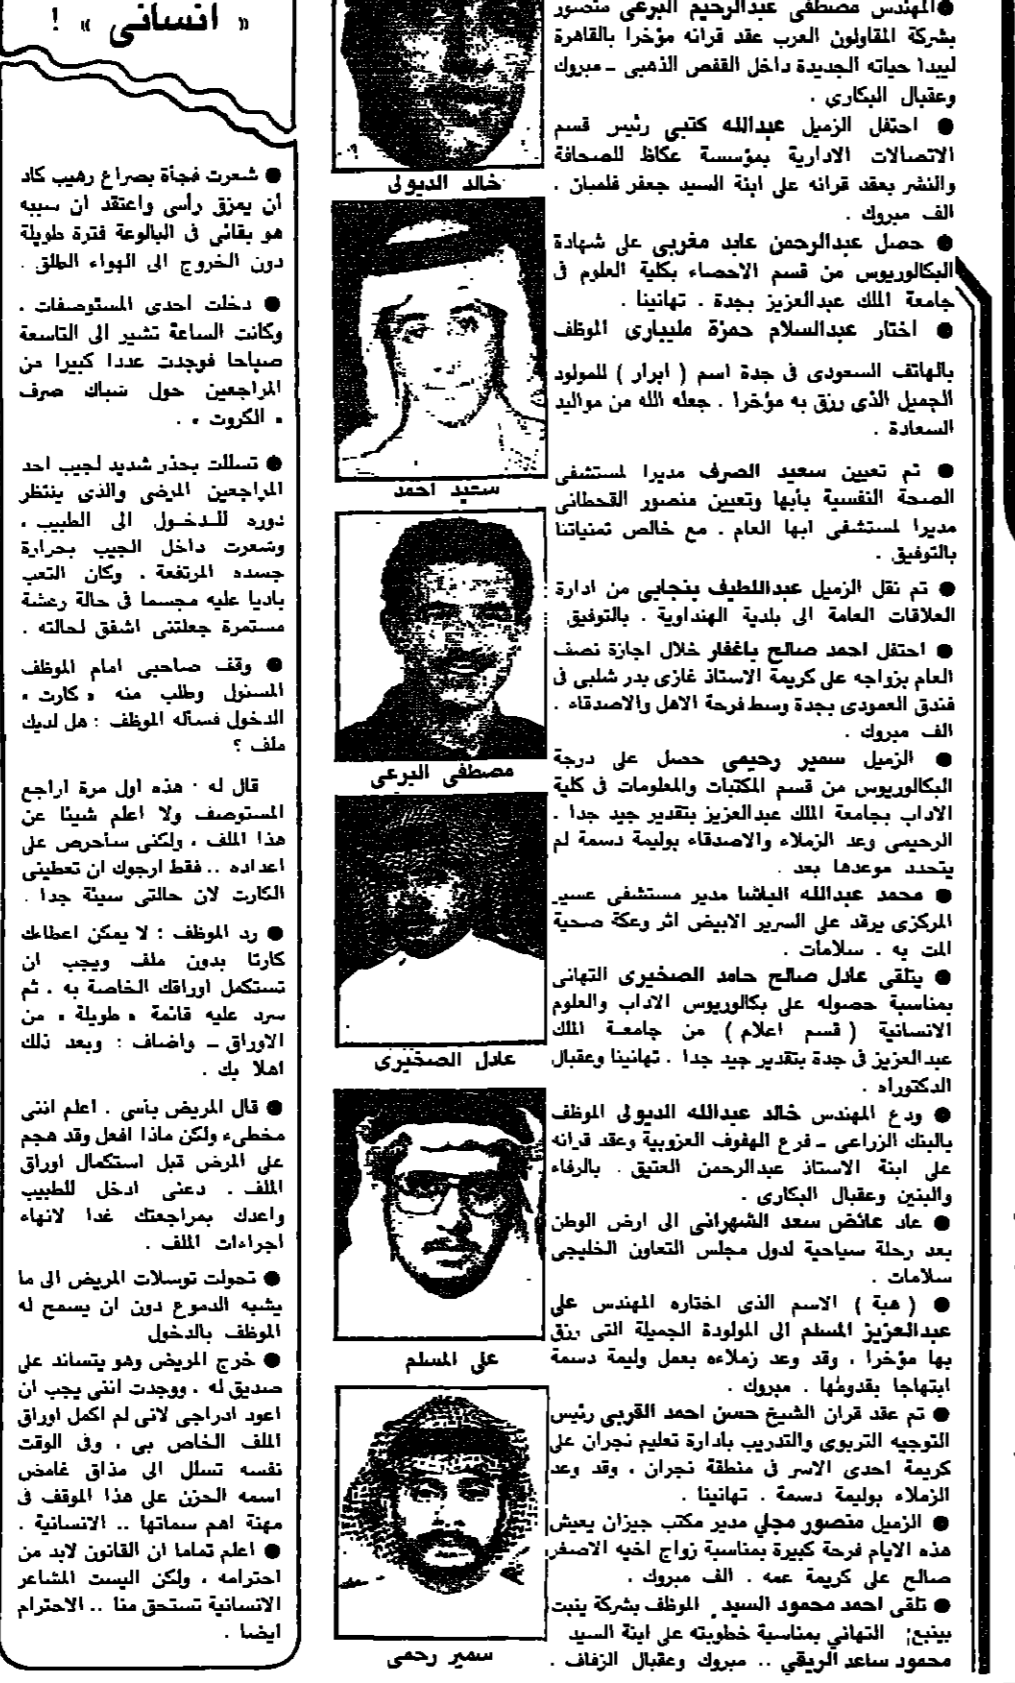 ●المهندس مصطفى عبدالرحيم البرعى منصور
بشركة المقاولون العرب عقد قرانه مؤخرا بالقاهرة
ليبدا حياته الجديدة داخل القفص الذهبى ـ مبروك
وعقبال البكارى .
● احتفل الزميل عبدالله كتبي رئيس قسم
الاتصالات الادارية بمؤسسة عكاظ للصحافة
والنشر بعقد قرانه على ابنة السيد جعفر فلمبان .
الف مبروك .
● حصل عبدالرحمن عابد مغربي على شهادة
البكالوريوس من قسم الاحصاء بكلية العلوم فى
جامعة الملك عبدالعزيز بجدة . تهانينا .
● اختار عبدالسلام حمزة مليبارى الموظف
بالهاتف السعودى فى جدة اسم ( ابرار ) للمولود
الجميل الذى رزق به مؤخرا . جعله الله من مواليد
السعادة .
● تم تعيين سعيد الصرف مديرا لمستشفى
الصحة النفسية بأبها وتعيين منصور القحطانى
مديرا لمستشفى ابها العام . مع خالص تمنياتنا
بالتوفيق .
● تم نقل الزميل عبداللطيف بنجابى من ادارة
العلاقات العامة الى بلدية الهنداوية . بالتوفيق
● احتفل احمد صالح باغفار خلال اجازة نصف
العام بزواجه على كريمة الاستاذ غازى بدر شلبى فى
فندق العمودى بجدة وسط فرحة الاهل والاصدقاء .
الف مبروك .
● الزميل سمير رحيمى حصل على درجة
البكالوريوس من قسم المكتبات والمعلومات فى كلية
الاداب بجامعة الملك عبدالعزيز بتقدير جيد جدا .
الرحيمى وعد الزملاء والاصدقاء بوليمة دسمة لم
يتحدد موعدها بعد .
● محمد عبدالله الباشا مدير مستشفى عسير
المركزى يرقد على السرير الابيض اثر وعكة صحية
المت به . سلامات .
● يتلقى عادل صالح حامد الصخيرى التهانى
بمناسبة حصوله على بكالوريوس الاداب والعلوم
الانسانية ( قسم اعلام ) من جامعة الملك
عبدالعزيز فى جدة بتقدير جيد جدا . تهانينا وعقبال
الدكتوراه .
● ودع المهندس خالد عبدالله الديولى الموظف
بالبنك الزراعى ـ فرع الهفوف العزوبية وعقد قرانه
على ابنة الاستاذ عبدالرحمن العتيق . بالرفاء
والبنين وعقبال البكارى .
● عاد عائض سعد الشهرانى الى ارض الوطن
بعد رحلة سياحية لدول مجلس التعاون الخليجى
سلامات .
● ( هبة ) الاسم الذى اختاره المهندس على
عبدالعزيز المسلم الى المولودة الجميلة التى رزق
بها مؤخرا ، وقد وعد زملاءه بعمل وليمة دسمة
ابتهاجا بقدومها . مبروك .
● تم عقد قران الشيخ حسن احمد القربي رئيس
التوجيه التربوى والتدريب بادارة تعليم نجران على
كريمة احدى الاسر فى منطقة نجران ، وقد وعد
الزملاء بوليمة دسمة . تهانينا .
● الزميل منصور مجلي مدير مكتب جيزان يعيش
هذه الايام فرحة كبيرة بمناسبة زواج اخيه الاصغر
صالح على كريمة عمه . الف مبروك .
● تلقى احمد محمود السيد الموظف بشركة ينبت
بينبع التهاني بمناسبة خطوبته على ابنة السيد
محمود ساعد الريقي .. مبروك وعقبال الزفاف .
خالد الديولى
سعيد احمد
مصطفى البرعى
عادل الصخيرى
على المسلم
سمير رحمى
« انسانى » !
● شعرت فجأة بصراع رهيب كاد
أن يمزق رأسى واعتقد ان سببه
هو بقائى فى البالوعة فترة طويلة
دون الخروج الى الهواء الطلق .
● دخلت احدى المستوصفات .
وكانت الساعة تشير الى التاسعة
صباحا فوجدت عددا كبيرا من
المراجعين حول شباك صرف
« الكروت » .
● تسللت بحذر شديد لجيب احد
المراجعين المرضى والذى ينتظر
دوره للدخول الى الطبيب ،
وشعرت داخل الجيب بحرارة
جسده المرتفعة . وكان التعب
باديا عليه مجسما فى حالة رعشة
مستمرة جعلتنى اشفق لحالته .
● وقف صاحبى امام الموظف
المسئول وطلب منه « كارت »
الدخول فسأله الموظف : هل لديك
ملف ؟
قال له : هذه اول مرة اراجع
المستوصف ولا اعلم شيئا عن
هذا الملف ، ولكنى سأحرص على
اعداده .. فقط ارجوك ان تعطينى
الكارت لان حالتى سيئة جدا .
● رد الموظف : لا يمكن اعطاءك
كارتا بدون ملف ويجب ان
تستكمل اوراقك الخاصة به . ثم
سرد عليه قائمة « طويلة » من
الاوراق ـ واضاف : وبعد ذلك
اهلا بك .
● قال المريض بأسى . اعلم اننى
مخطىء ولكن ماذا افعل وقد هجم
على المرض قبل استكمال اوراق
الملف . دعنى ادخل للطبيب
واعدك بمراجعتك غدا لانهاء
اجراءات الملف .
● تحولت توسلات المريض الى ما
يشبه الدموع دون ان يسمح له
الموظف بالدخول
● خرج المريض وهو يتساند على
صديق له ، ووجدت اننى يجب ان
اعود ادراجى لانى لم اكمل اوراق
الملف الخاص بى ، وفى الوقت
نفسه تسلل الى مذاق غامض
اسمه الحزن على هذا الموقف فى
مهنة اهم سماتها .. الانسانية .
● اعلم تماما ان القانون لابد من
احترامه ، ولكن اليست المشاعر
الانسانية تستحق منا .. الاحترام
ايضا .